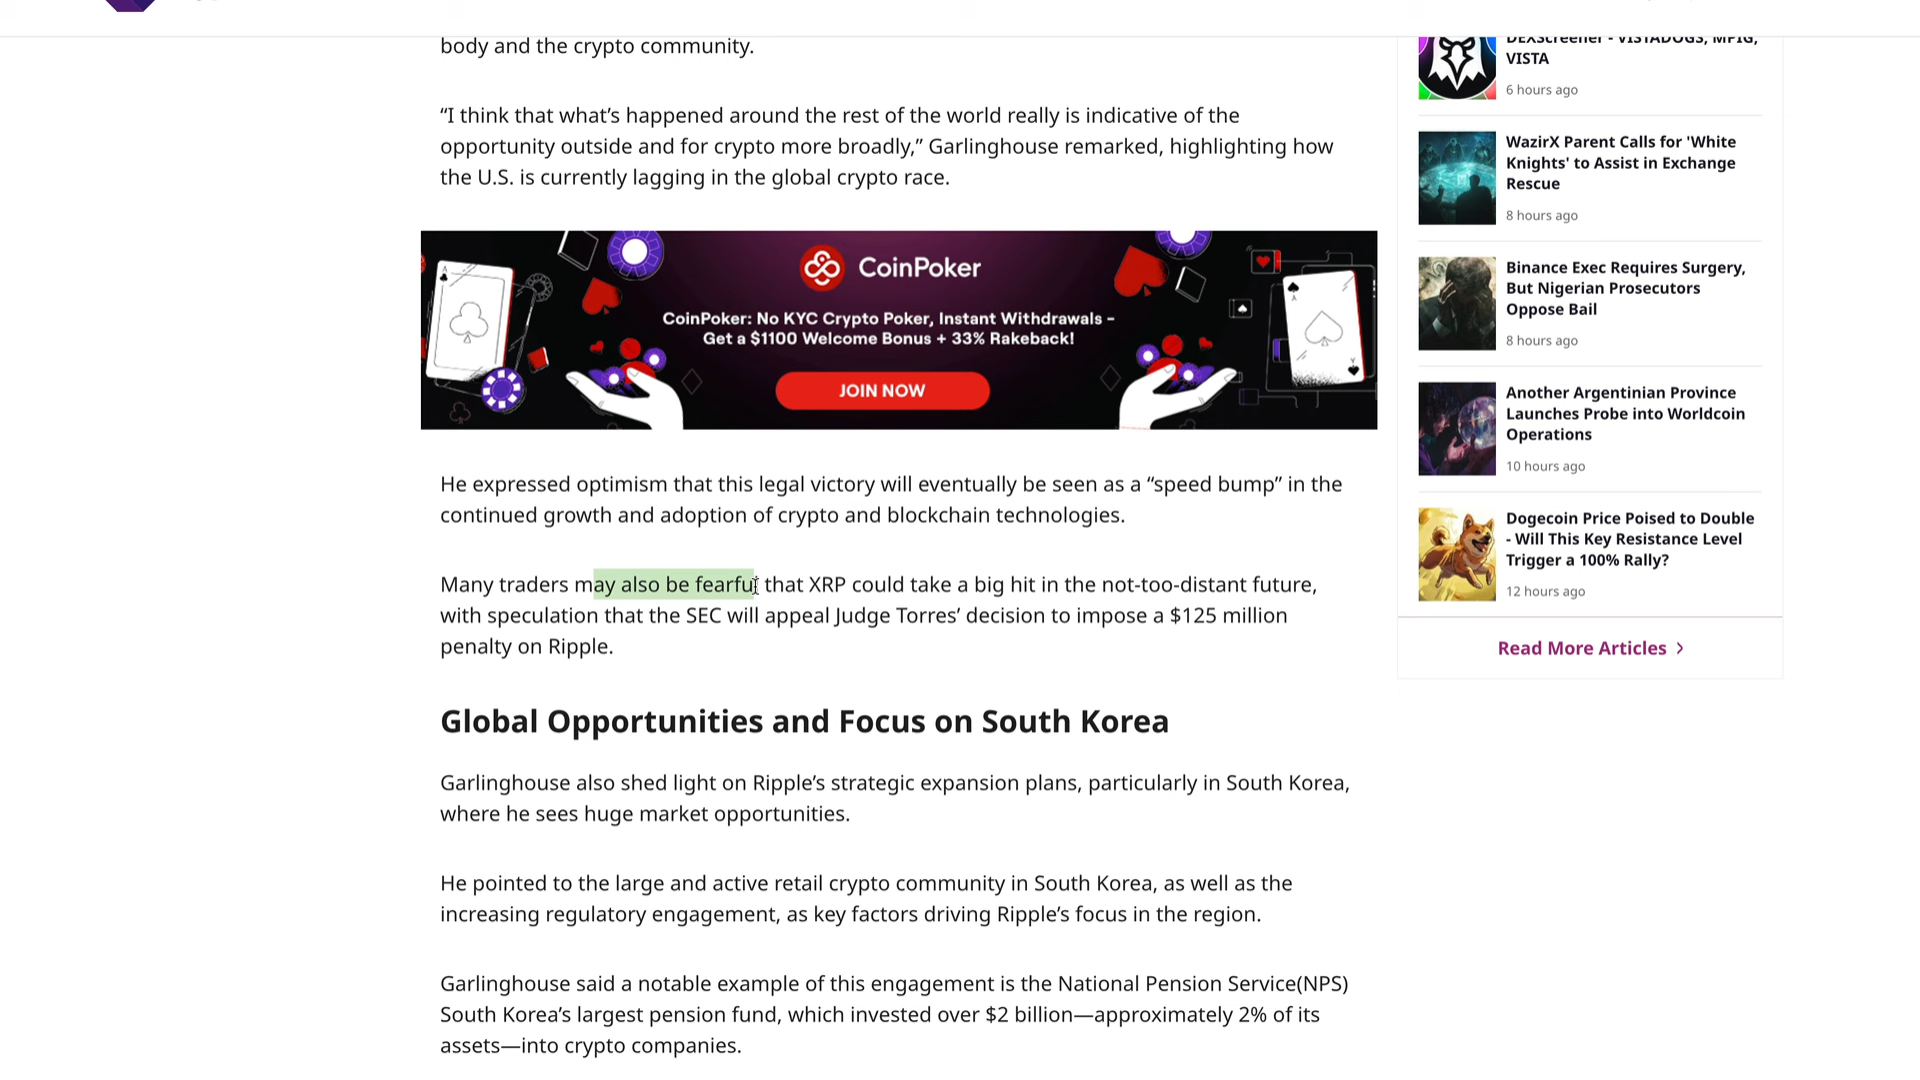 body and the crypto community.
“I think that what’s happened around the rest of the world really is indicative of the
opportunity outside and for crypto more broadly,” Garlinghouse remarked, highlighting how
the U.S. is currently lagging in the global crypto race.
CoinPoker
CoinPoker: No KYC Crypto Poker, Instant Withdrawals -
Get a $1100 Welcome Bonus + 33% Rakeback!
JOIN NOW
He expressed optimism that this legal victory will eventually be seen as a “speed bump” in the
continued growth and adoption of crypto and blockchain technologies.
Many traders may also be fearful that XRP could take a big hit in the not-too-distant future,
with speculation that the SEC will appeal Judge Torres’ decision to impose a $125 million
penalty on Ripple.
Global Opportunities and Focus on South Korea
Garlinghouse also shed light on Ripple’s strategic expansion plans, particularly in South Korea,
where he sees huge market opportunities.
He pointed to the large and active retail crypto community in South Korea, as well as the
increasing regulatory engagement, as key factors driving Ripple’s focus in the region.
Garlinghouse said a notable example of this engagement is the National Pension Service(NPS)
South Korea’s largest pension fund, which invested over $2 billion—approximately 2% of its
assets—into crypto companies.
DEXScreener - VISTADOGS, MPIG,
VISTA
6 hours ago
WazirX Parent Calls for 'White
Knights' to Assist in Exchange
Rescue
8 hours ago
Binance Exec Requires Surgery,
But Nigerian Prosecutors
Oppose Bail
8 hours ago
Another Argentinian Province
Launches Probe into Worldcoin
Operations
10 hours ago
Dogecoin Price Poised to Double
- Will This Key Resistance Level
Trigger a 100% Rally?
12 hours ago
Read More Articles